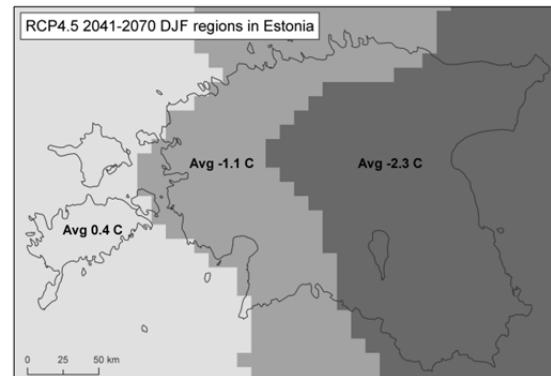 RCP4.5 2041-2070 DJF regions in Estonia
Avg -1.1 C
Avg -2.3 C
Avg 0.4 C
0 25 50 km